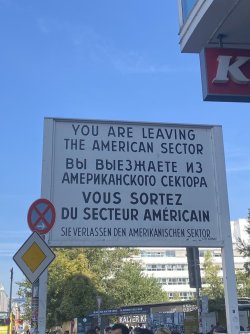 YOU ARE LEAVING
THE AMERICAN SECTOR
ВЫ ВЫЕЗЖАЕТЕ ИЗ
АМЕРИКАНСКОГО СЕКТОРА
VOUS SORTEZ
DU SECTEUR AMÉRICAIN
SIE VERLASSEN DEN AMERIKANISCHEN SEKTOR
K
KALTER